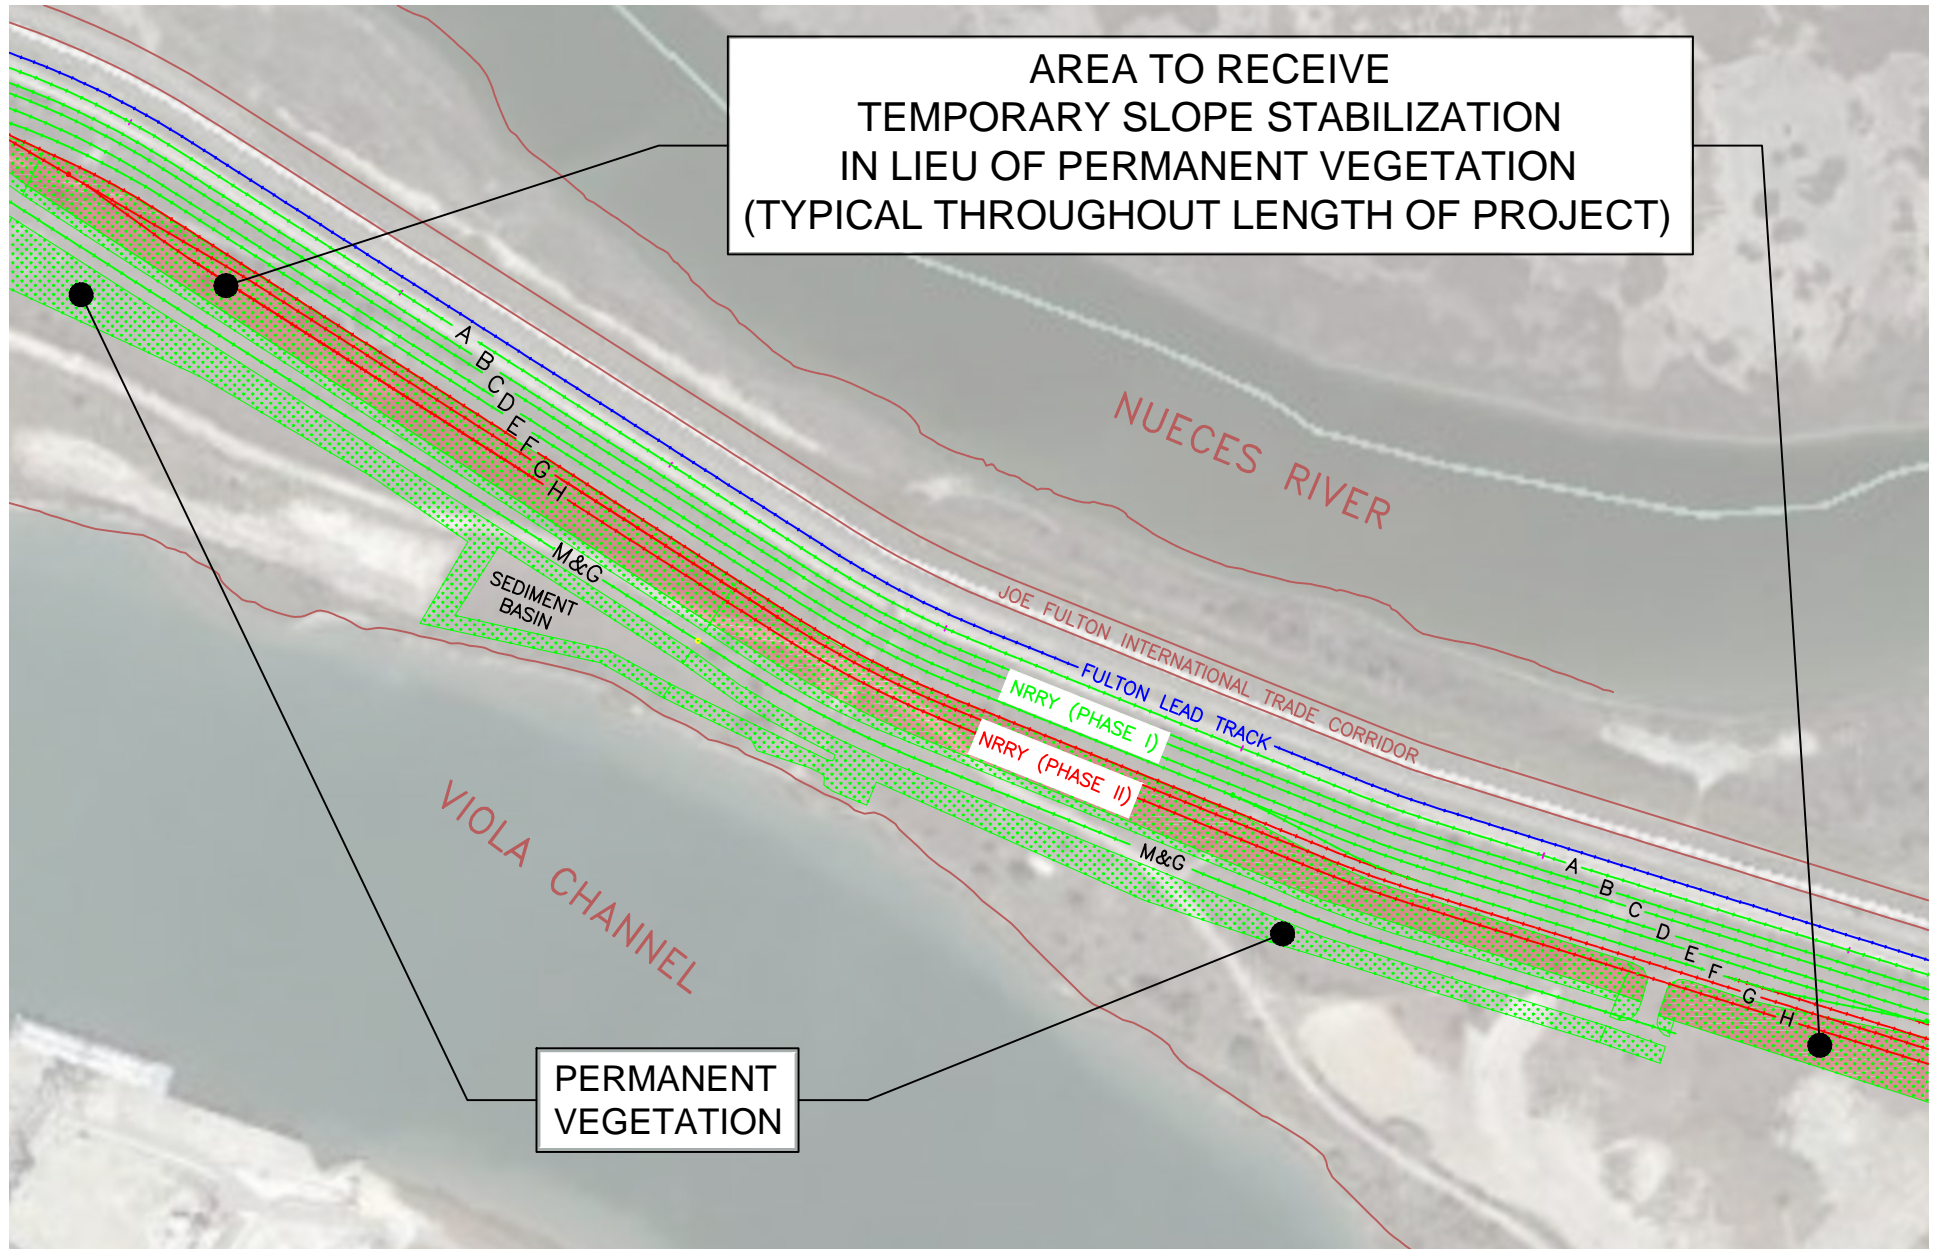 AREA TO RECEIVE
TEMPORARY SLOPE STABILIZATION
IN LIEU OF PERMANENT VEGETATION
(TYPICAL THROUGHOUT LENGTH OF PROJECT)
A
B
C
D
E
F
G
H
NUECES RIVER
M&G
SEDIMENT
BASIN
JOE FULTON INTERNATIONAL TRADE CORRIDOR
FULTON LEAD TRACK
NRRY (PHASE I)
NRRY (PHASE II)
VIOLA CHANNEL
M&G
A
B
C
D
E
F
G
H
PERMANENT
VEGETATION